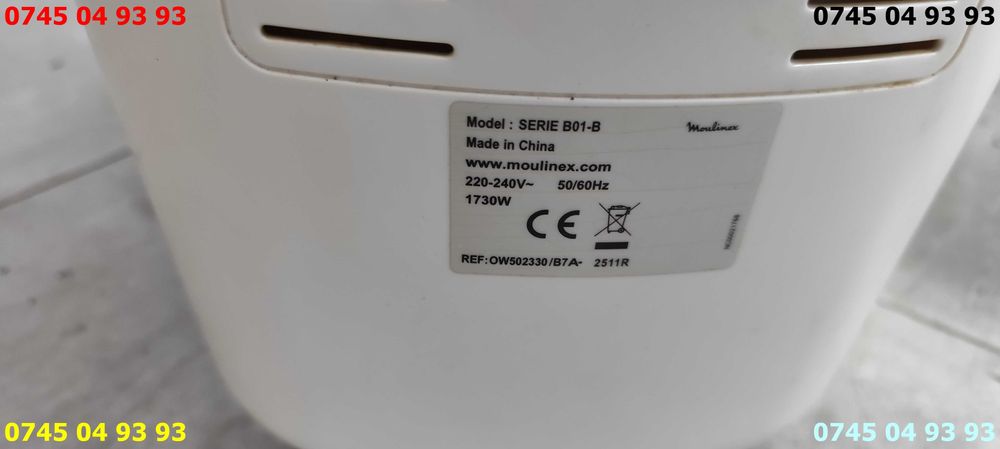 0745 04 93 93
0745 04 93 93
Model : SERIE B01-B
Moulinex
Made in China
www.moulinex.com
220-240V~ 50/60Hz
1730W
CE
REF:OW502330/B7A- 2511R
0745 04 93 93
0745 04 93 93